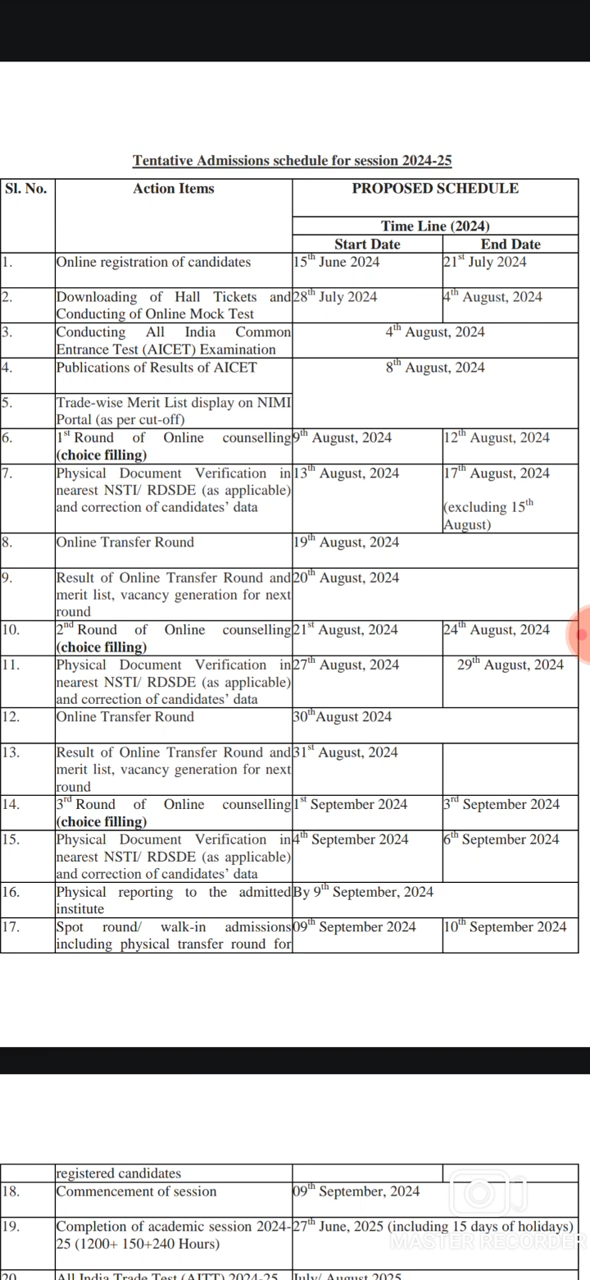 Tentative Admissions schedule for session 2024-25
Sl. No. Action Items PROPOSED SCHEDULE
Time Line (2024)
Start Date End Date
1. Online registration of candidates 15th June 2024 21st July 2024
2. Downloading of Hall Tickets and 28th July 2024 4th August, 2024
Conducting of Online Mock Test
3. Conducting All India Common 4th August, 2024
Entrance Test (AICET) Examination
4. Publications of Results of AICET 8th August, 2024
5. Trade-wise Merit List display on NIMI
Portal (as per cut-off)
6. 1st Round of Online counselling 9th August, 2024 12th August, 2024
(choice filling)
7. Physical Document Verification in 13th August, 2024 17th August, 2024
nearest NSTI/ RDSDE (as applicable)
and correction of candidates' data (excluding 15th
August)
8. Online Transfer Round 19th August, 2024
9. Result of Online Transfer Round and 20th August, 2024
merit list, vacancy generation for next
round
10. 2nd Round of Online counselling 21st August, 2024 24th August, 2024
(choice filling)
11. Physical Document Verification in 27th August, 2024 29th August, 2024
nearest NSTI/ RDSDE (as applicable)
and correction of candidates' data
12. Online Transfer Round 30thAugust 2024
13. Result of Online Transfer Round and 31st August, 2024
merit list, vacancy generation for next
round
14. 3rd Round of Online counselling 1st September 2024 3rd September 2024
(choice filling)
15. Physical Document Verification in 4th September 2024 6th September 2024
nearest NSTI/ RDSDE (as applicable)
and correction of candidates' data
16. Physical reporting to the admitted By 9th September, 2024
institute
17. Spot round/ walk-in admissions 09th September 2024 10th September 2024
including physical transfer round for
registered candidates
18. Commencement of session 09th September, 2024
19. Completion of academic session 2024- 27th June, 2025 (including 15 days of holidays)
25 (1200+ 150+240 Hours)
MASTER RECORDER
20. All India Trade Test (AITT) 2024-25 July/ August 2025